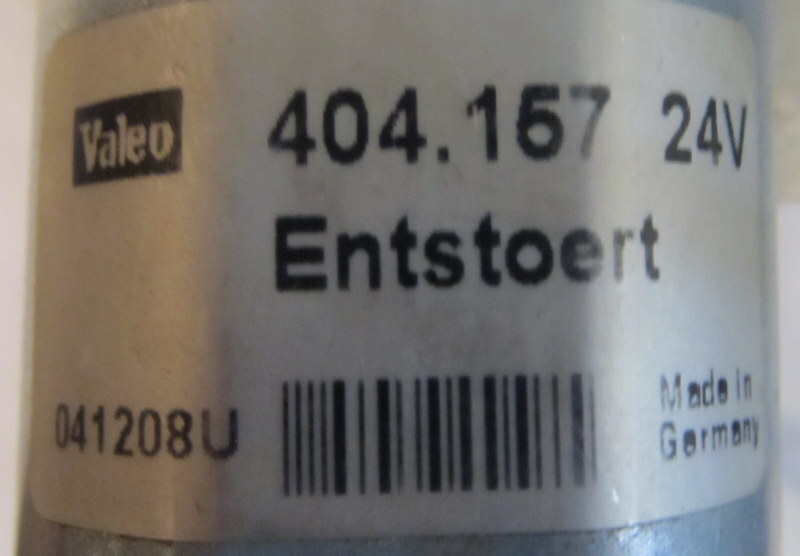 Valeo 404.157 24V
Entstoert
041208U
Made in
Germany